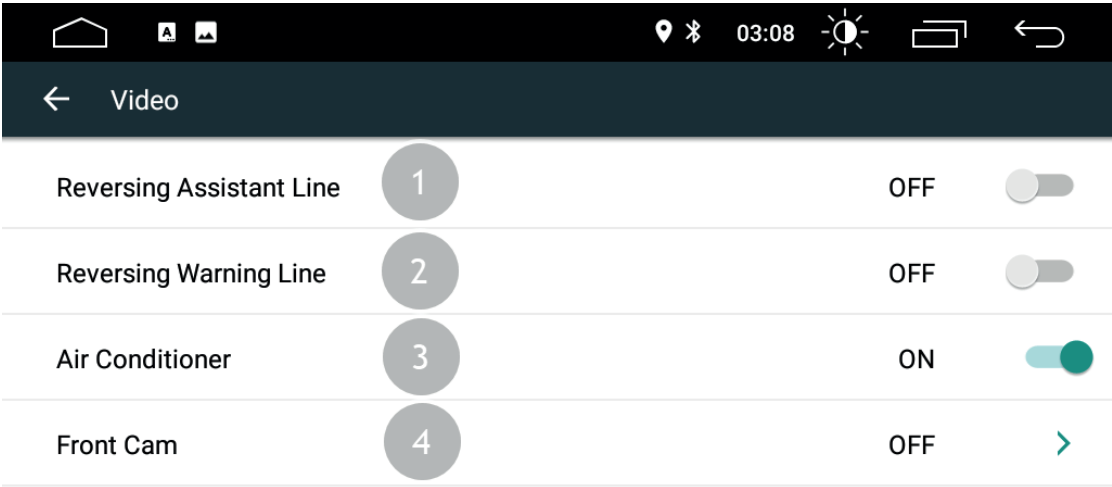 A
03:08
Video
Reversing Assistant Line 1 OFF
Reversing Warning Line 2 OFF
Air Conditioner 3 ON
Front Cam 4 OFF